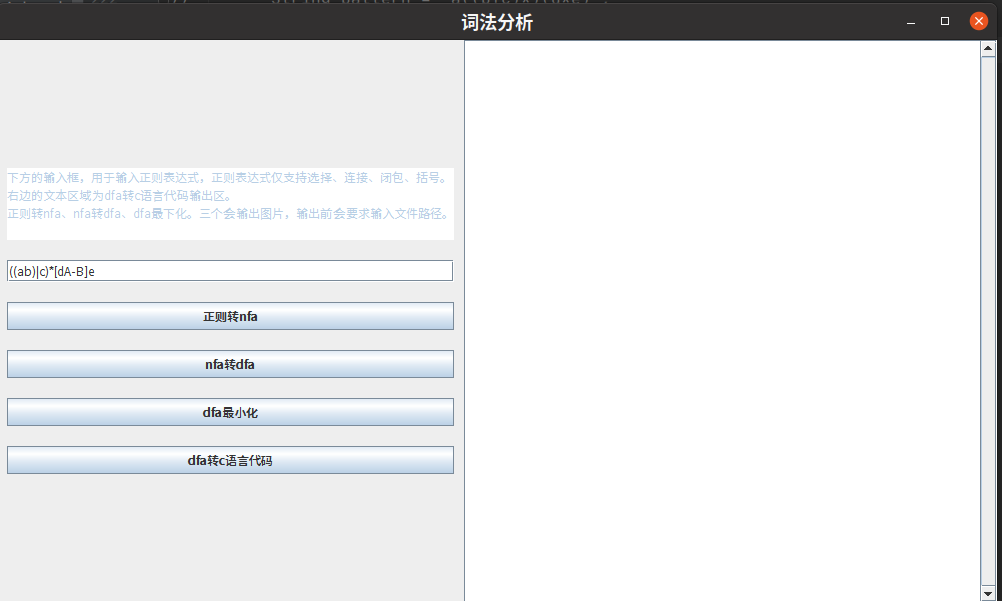 词法分析
下方的输入框，用于输入正则表达式，正则表达式仅支持选择、连接、闭包、括号。
右边的文本区域为dfa转c语言代码输出区。
正则转nfa、nfa转dfa、dfa最下化。三个会输出图片，输出前会要求输入文件路径。
((ab)|c)*[dA-B]e
正则转nfa
nfa转dfa
dfa最小化
dfa转c语言代码